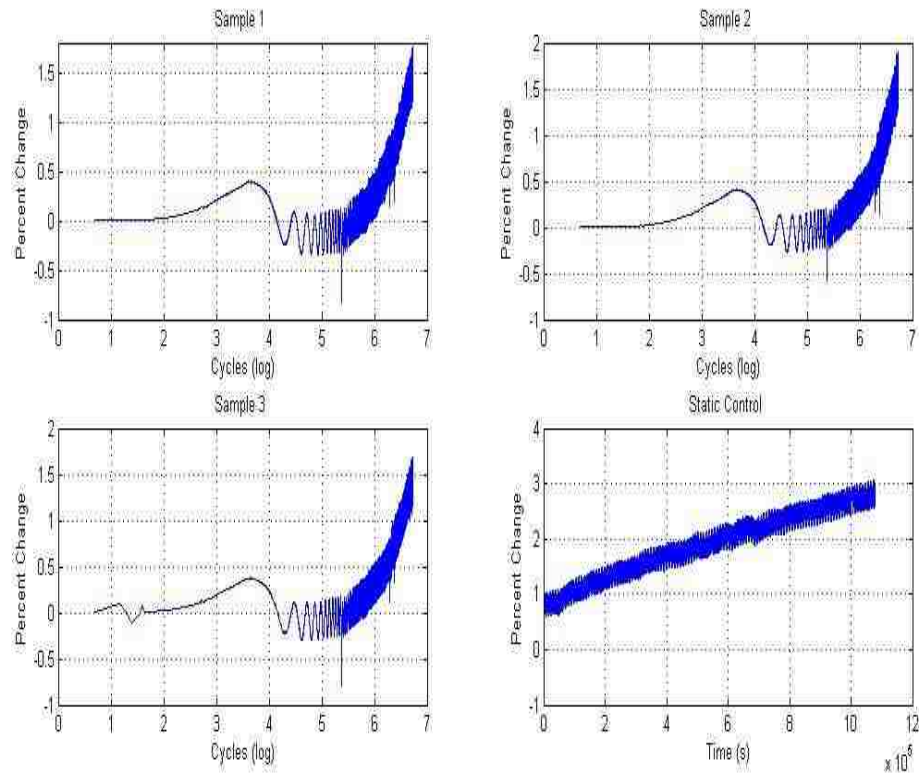 Sample 1
1.5
1
0.5
0
-0.5
-1
Percent Change
0 1 2 3 4 5 6 7
Cycles (log)
Sample 2
2
1.5
1
0.5
0
-0.5
-1
Percent Change
0 1 2 3 4 5 6 7
Cycles (log)
Sample 3
2
1.5
1
0.5
0
-0.5
-1
Percent Change
0 1 2 3 4 5 6 7
Cycles (log)
Static Control
4
3
2
1
0
-1
Percent Change
0 2 4 6 8 10 12
Time (s)
x 10^5